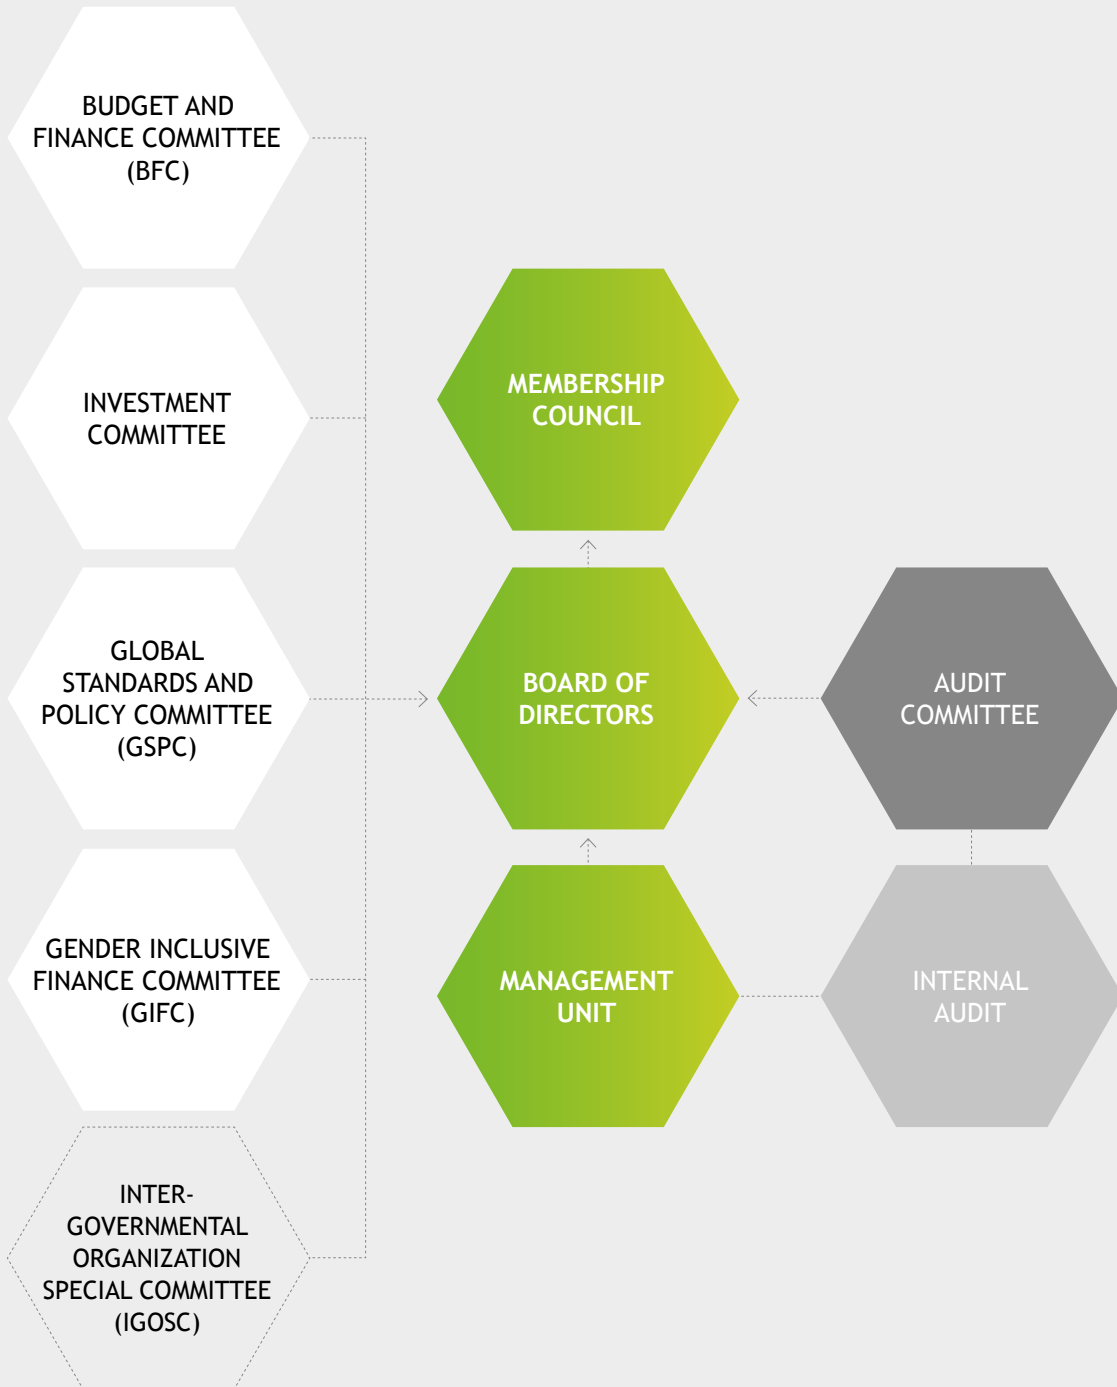 BUDGET AND
FINANCE COMMITTEE
(BFC)
INVESTMENT
COMMITTEE
GLOBAL
STANDARDS AND
POLICY COMMITTEE
(GSPC)
GENDER INCLUSIVE
FINANCE COMMITTEE
(GIFC)
INTER-
GOVERNMENTAL
ORGANIZATION
SPECIAL COMMITTEE
(IGOSC)
MEMBERSHIP
COUNCIL
BOARD OF
DIRECTORS
MANAGEMENT
UNIT
AUDIT
COMMITTEE
INTERNAL
AUDIT